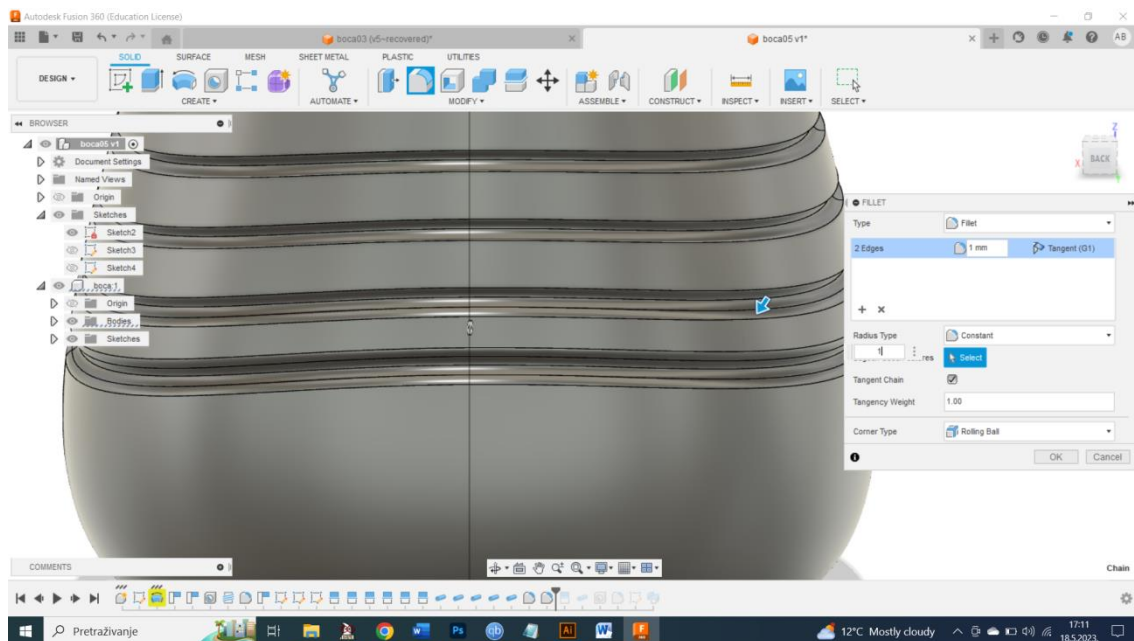 Autodesk Fusion 360 (Education License)
boca03 (v5~recovered)*
boca05 v1*
AB
SOLID SURFACE MESH SHEET METAL PLASTIC UTILITIES
DESIGN
CREATE AUTOMATE MODIFY ASSEMBLE CONSTRUCT INSPECT INSERT SELECT
BROWSER
boca05 v1
Document Settings
Named Views
Origin
Sketches
Sketch2
Sketch3
Sketch4
boca:1
Origin
Bodies
Sketches
Z
X
BACK
FILLET
Type Fillet
2 Edges 1 mm Tangent (G1)
Radius Type Constant
1
res Select
Tangent Chain
Tangency Weight 1.00
Corner Type Rolling Ball
OK Cancel
COMMENTS
Chain
Pretraživanje
Ps
qb
Ai
W
F
12°C Mostly cloudy
17:11
18.5.2023.